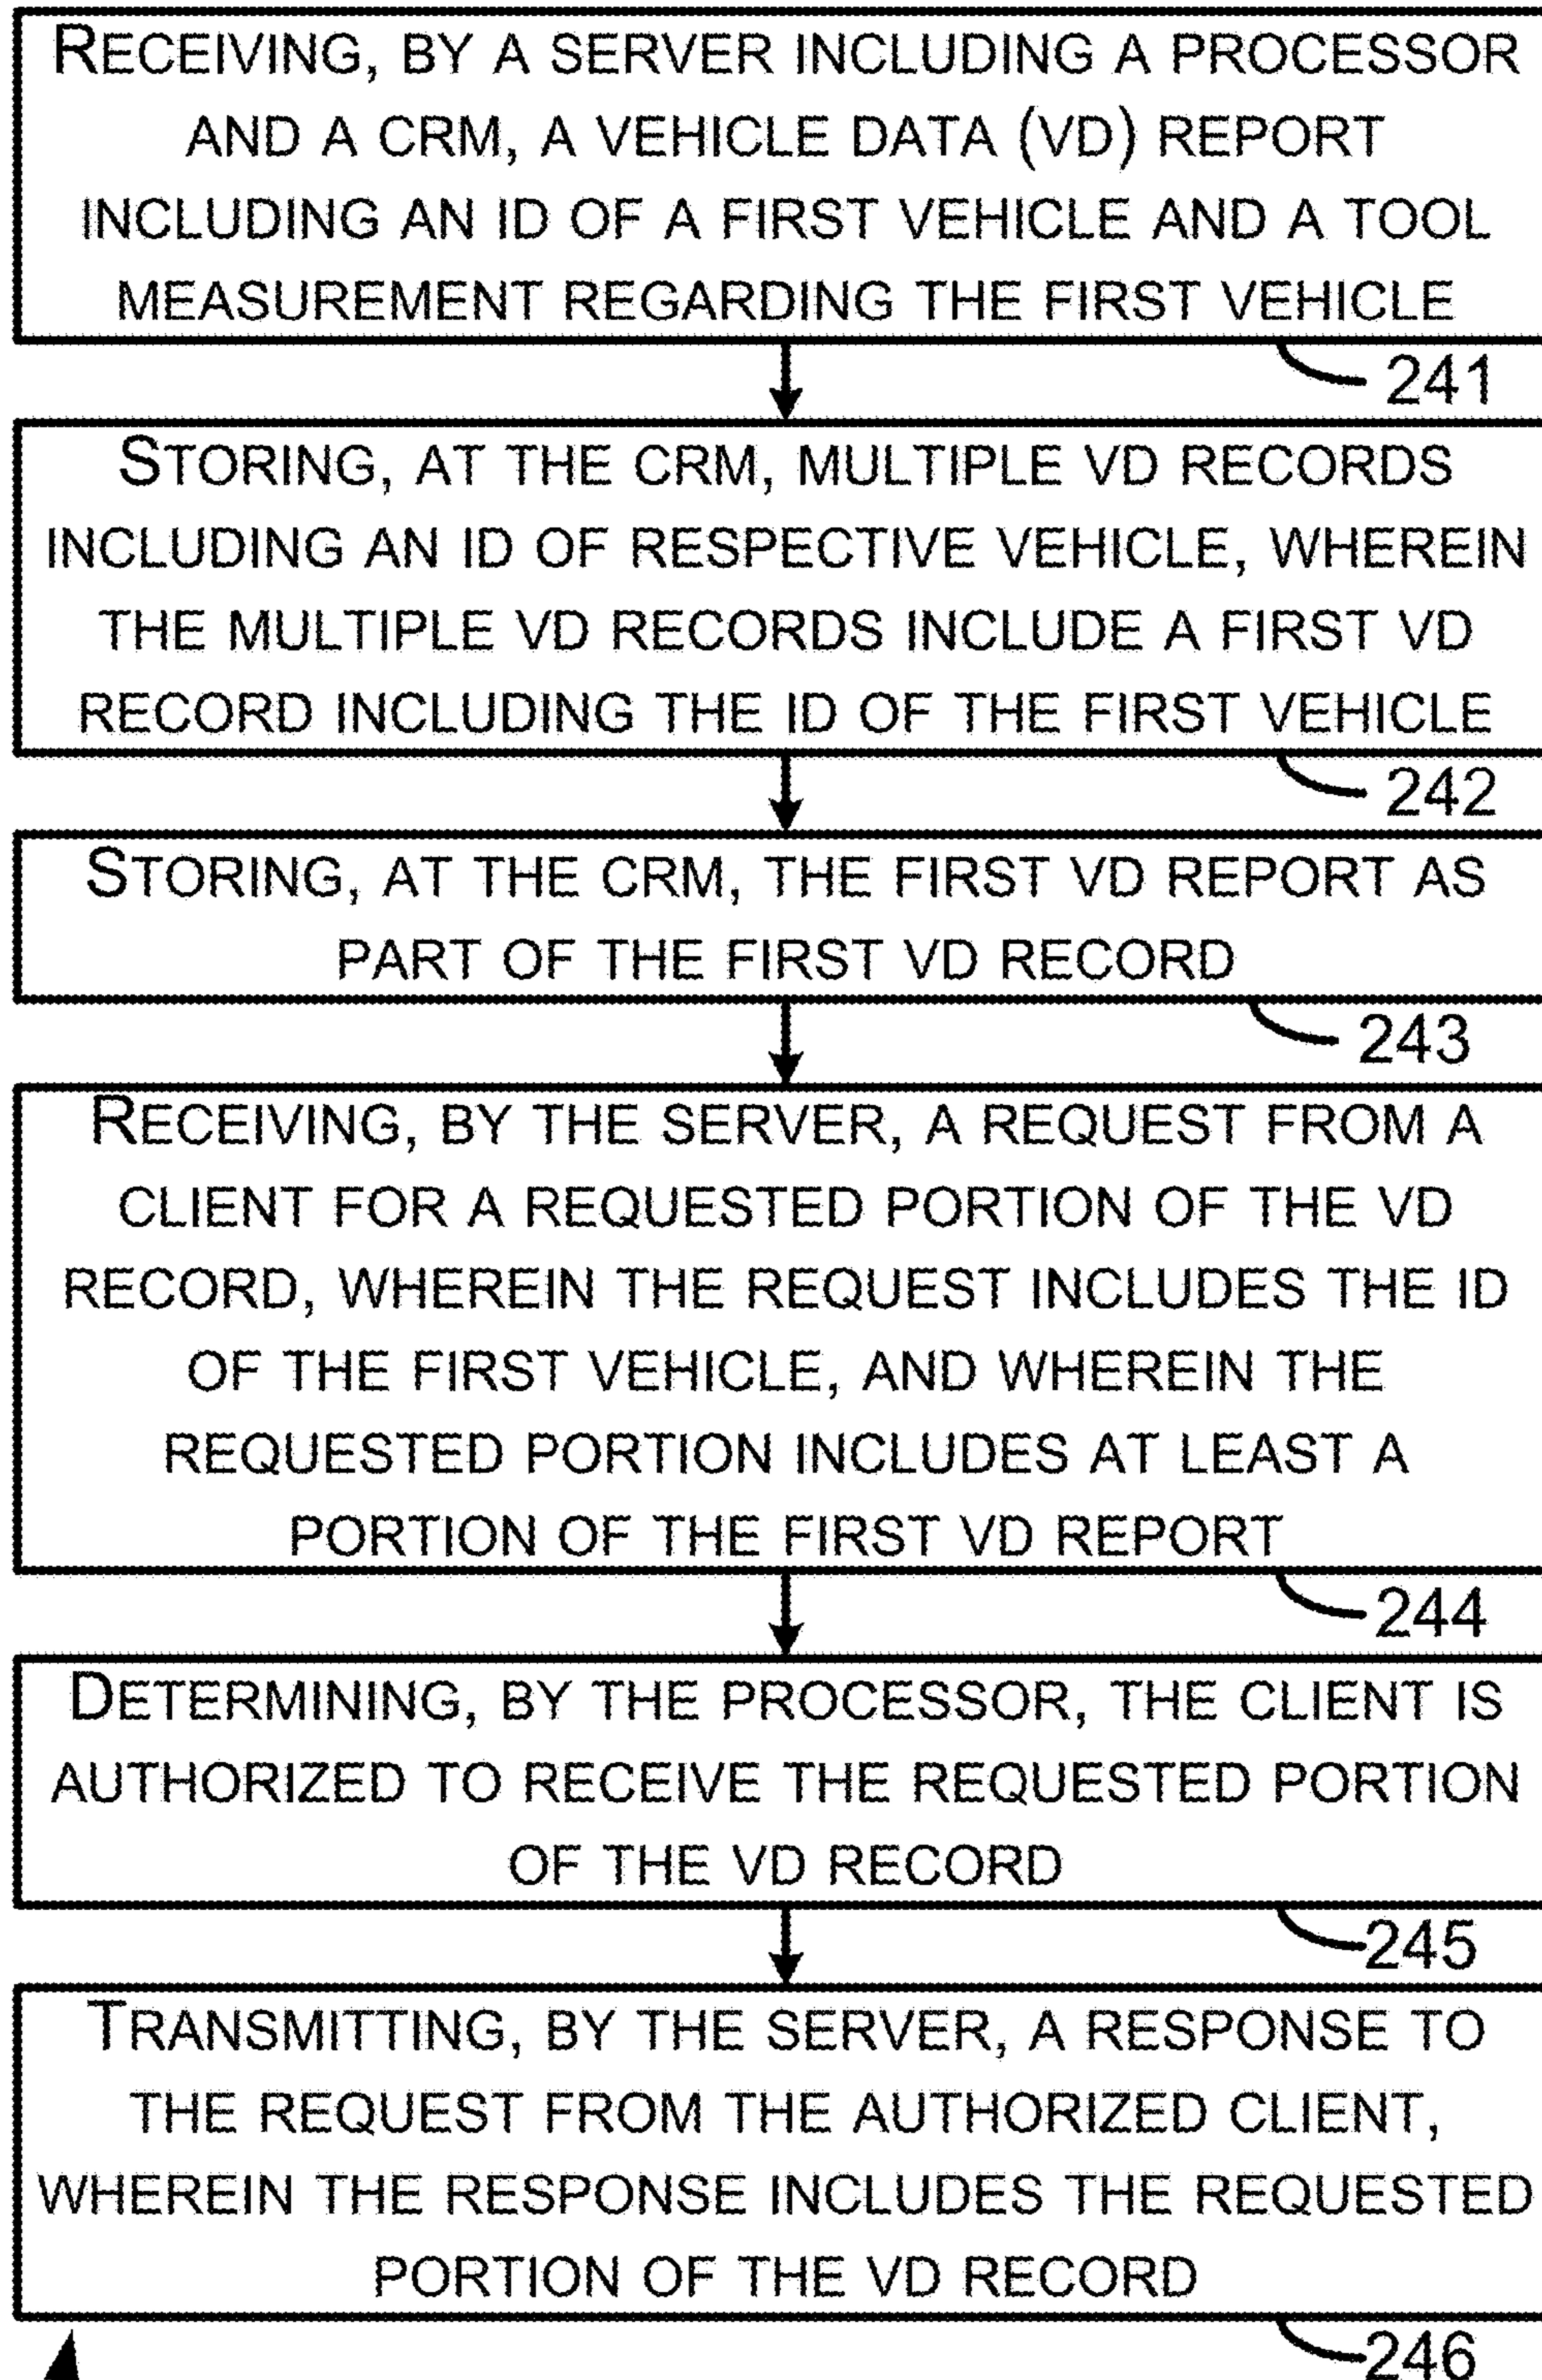 RECEIVING, BY A SERVER INCLUDING A PROCESSOR
AND A CRM, A VEHICLE DATA (VD) REPORT
INCLUDING AN ID OF A FIRST VEHICLE AND A TOOL
MEASUREMENT REGARDING THE FIRST VEHICLE
241
STORING, AT THE CRM, MULTIPLE VD RECORDS
INCLUDING AN ID OF RESPECTIVE VEHICLE, WHEREIN
THE MULTIPLE VD RECORDS INCLUDE A FIRST VD
RECORD INCLUDING THE ID OF THE FIRST VEHICLE
242
STORING, AT THE CRM, THE FIRST VD REPORT AS
PART OF THE FIRST VD RECORD
243
RECEIVING, BY THE SERVER, A REQUEST FROM A
CLIENT FOR A REQUESTED PORTION OF THE VD
RECORD, WHEREIN THE REQUEST INCLUDES THE ID
OF THE FIRST VEHICLE, AND WHEREIN THE
REQUESTED PORTION INCLUDES AT LEAST A
PORTION OF THE FIRST VD REPORT
244
DETERMINING, BY THE PROCESSOR, THE CLIENT IS
AUTHORIZED TO RECEIVE THE REQUESTED PORTION
OF THE VD RECORD
245
TRANSMITTING, BY THE SERVER, A RESPONSE TO
THE REQUEST FROM THE AUTHORIZED CLIENT,
WHEREIN THE RESPONSE INCLUDES THE REQUESTED
PORTION OF THE VD RECORD
246